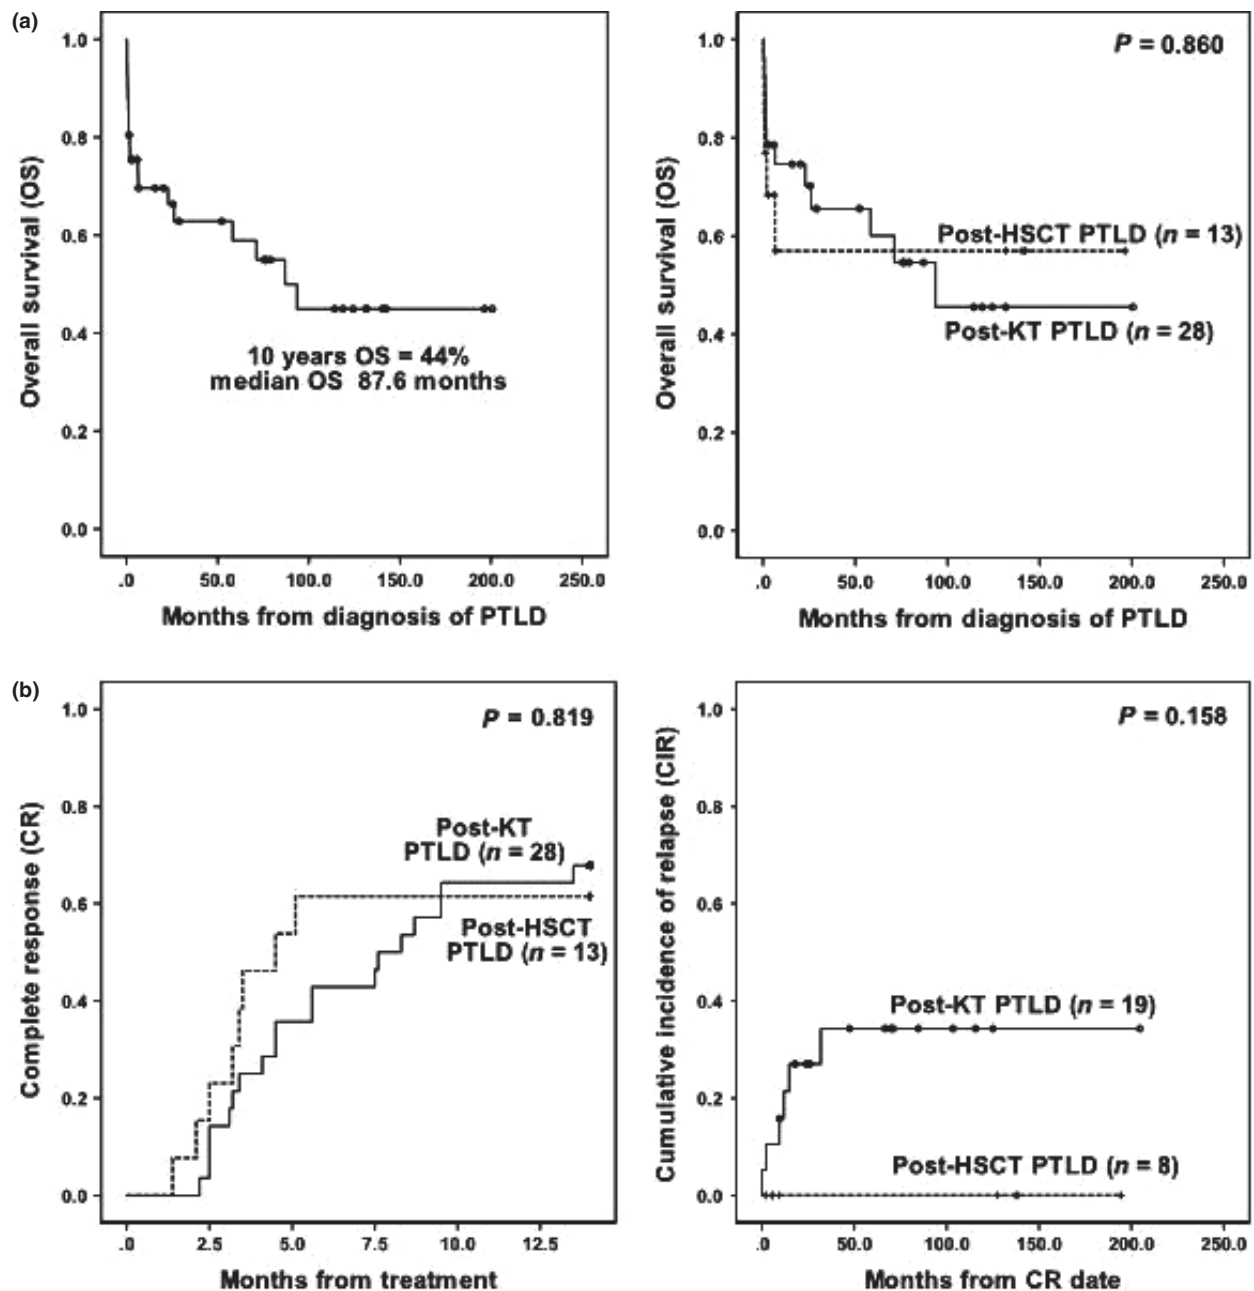 (a)
Overall survival (OS)
1.0
0.8
0.6
0.4
0.2
0.0
10 years OS = 44%
median OS 87.6 months
.0 50.0 100.0 150.0 200.0 250.0
Months from diagnosis of PTLD
Overall survival (OS)
1.0
0.8
0.6
0.4
0.2
0.0
P = 0.860
Post-HSCT PTLD (n = 13)
Post-KT PTLD (n = 28)
.0 50.0 100.0 150.0 200.0 250.0
Months from diagnosis of PTLD
(b)
Complete response (CR)
1.0
0.8
0.6
0.4
0.2
0.0
P = 0.819
Post-KT
PTLD (n = 28)
Post-HSCT
PTLD (n = 13)
.0 2.5 5.0 7.5 10.0 12.5
Months from treatment
Cumulative incidence of relapse (CIR)
1.0
0.8
0.6
0.4
0.2
0.0
P = 0.158
Post-KT PTLD (n = 19)
Post-HSCT PTLD (n = 8)
.0 50.0 100.0 150.0 200.0 250.0
Months from CR date